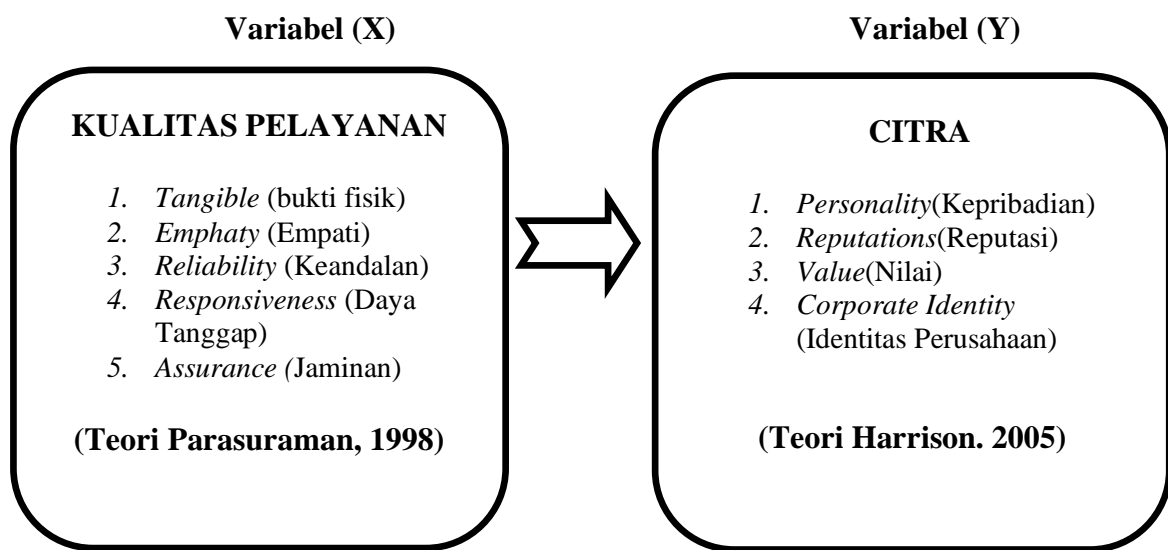 Variabel (X)
KUALITAS PELAYANAN
1. Tangible (bukti fisik)
2. Emphaty (Empati)
3. Reliability (Keandalan)
4. Responsiveness (Daya
Tanggap)
5. Assurance (Jaminan)
(Teori Parasuraman, 1998)
Variabel (Y)
CITRA
1. Personality(Kepribadian)
2. Reputations(Reputasi)
3. Value(Nilai)
4. Corporate Identity
(Identitas Perusahaan)
(Teori Harrison. 2005)